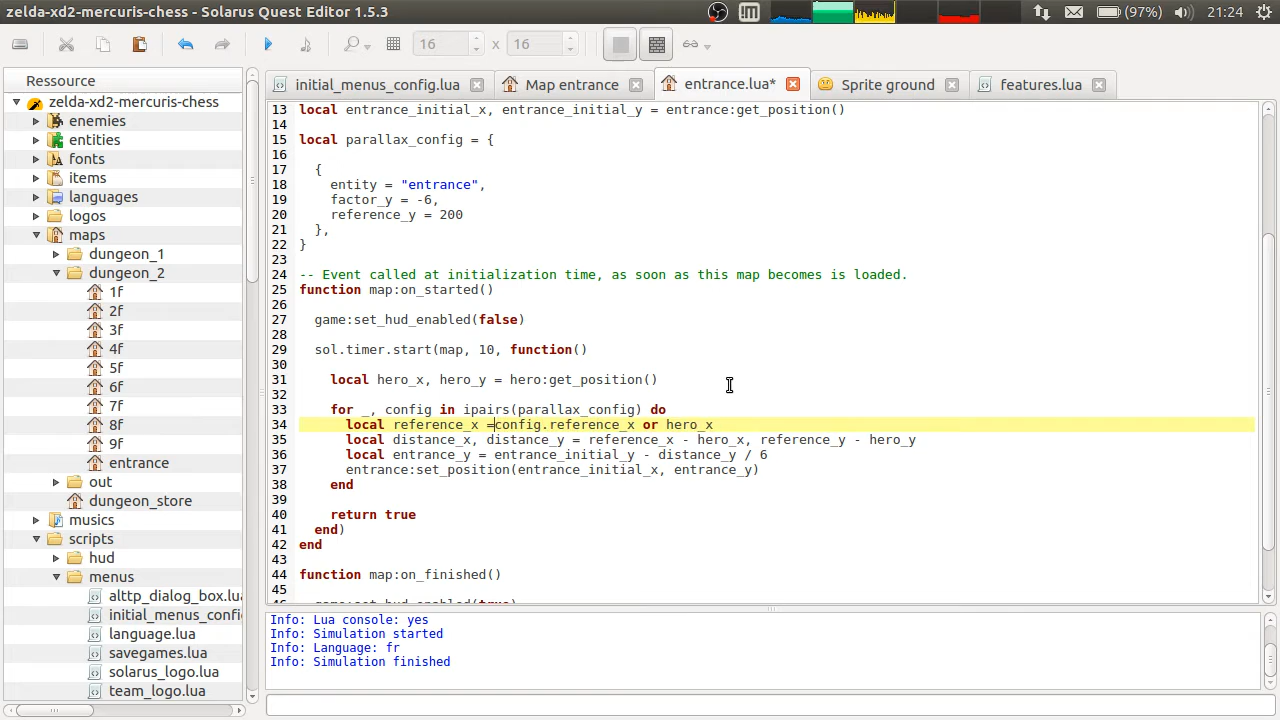 zelda-xd2-mercuris-chess - Solarus Quest Editor 1.5.3
(97%)
21:24
16 x 16
Ressource
zelda-xd2-mercuris-chess
enemies
entities
fonts
items
languages
logos
maps
dungeon_1
dungeon_2
1f
2f
3f
4f
5f
6f
7f
8f
9f
entrance
out
dungeon_store
musics
scripts
hud
menus
alttp_dialog_box.lua
initial_menus_confi
language.lua
savegames.lua
solarus_logo.lua
team_logo.lua
initial_menus_config.lua
Map entrance
entrance.lua*
Sprite ground
features.lua
13 local entrance_initial_x, entrance_initial_y = entrance:get_position()
14
15 local parallax_config = {
16
17   {
18     entity = "entrance",
19     factor_y = -6,
20     reference_y = 200
21   },
22 }
23
24 -- Event called at initialization time, as soon as this map becomes is loaded.
25 function map:on_started()
26
27   game:set_hud_enabled(false)
28
29   sol.timer.start(map, 10, function()
30
31     local hero_x, hero_y = hero:get_position()
32
33     for _, config in ipairs(parallax_config) do
34       local reference_x =config.reference_x or hero_x
35       local distance_x, distance_y = reference_x - hero_x, reference_y - hero_y
36       local entrance_y = entrance_initial_y - distance_y / 6
37       entrance:set_position(entrance_initial_x, entrance_y)
38     end
39
40     return true
41   end)
42 end
43
44 function map:on_finished()
45
46   game:set_hud_enabled(true)
Info: Lua console: yes
Info: Simulation started
Info: Language: fr
Info: Simulation finished